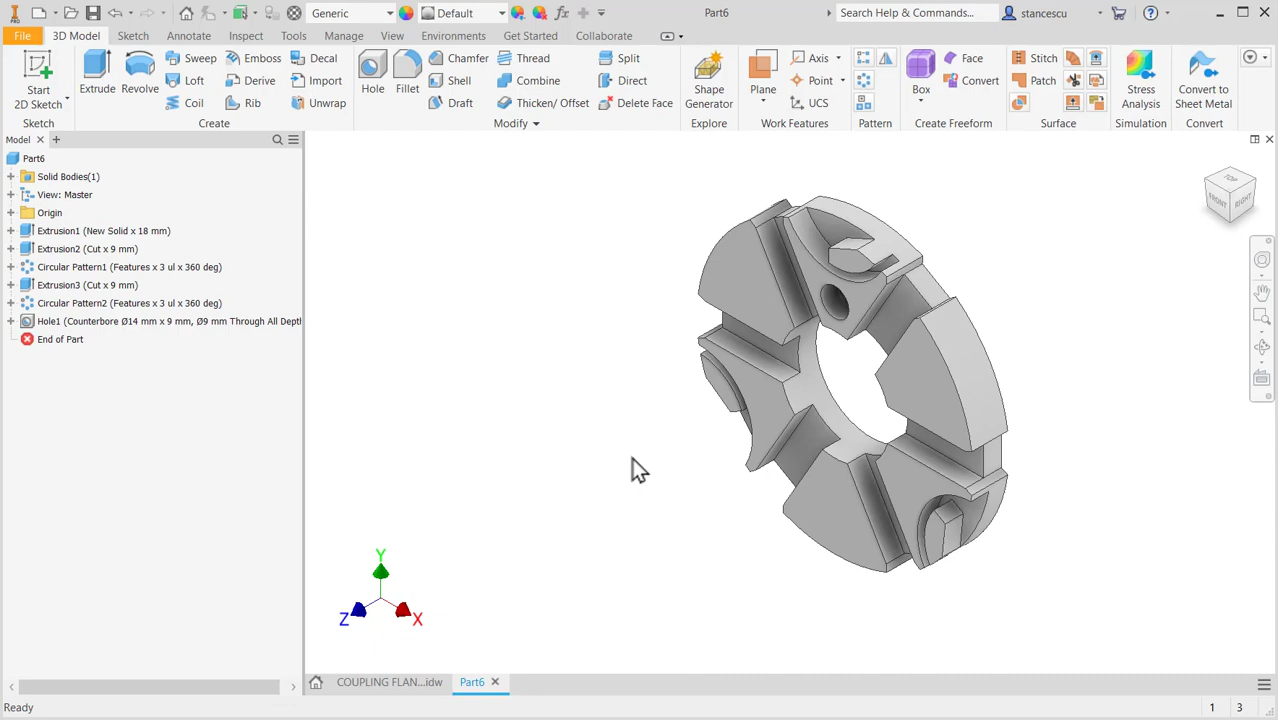 PRO
Generic
Default
fx
Part6
Search Help & Commands...
stancescu
File
3D Model
Sketch
Annotate
Inspect
Tools
Manage
View
Environments
Get Started
Collaborate
Start
2D Sketch
Extrude
Revolve
Sweep
Loft
Coil
Emboss
Derive
Rib
Decal
Import
Unwrap
Hole
Fillet
Chamfer
Shell
Draft
Thread
Combine
Thicken/ Offset
Split
Direct
Delete Face
Shape
Generator
Plane
Axis
Point
UCS
Box
Face
Convert
Stitch
Patch
Stress
Analysis
Convert to
Sheet Metal
Sketch
Create
Modify
Explore
Work Features
Pattern
Create Freeform
Surface
Simulation
Convert
Model
Part6
Solid Bodies(1)
View: Master
Origin
Extrusion1 (New Solid x 18 mm)
Extrusion2 (Cut x 9 mm)
Circular Pattern1 (Features x 3 ul x 360 deg)
Extrusion3 (Cut x 9 mm)
Circular Pattern2 (Features x 3 ul x 360 deg)
Hole1 (Counterbore Ø14 mm x 9 mm, Ø9 mm Through All Depth
End of Part
TOP
FRONT
RIGHT
Y
Z
X
COUPLING FLAN...idw
Part6
Ready
1
3